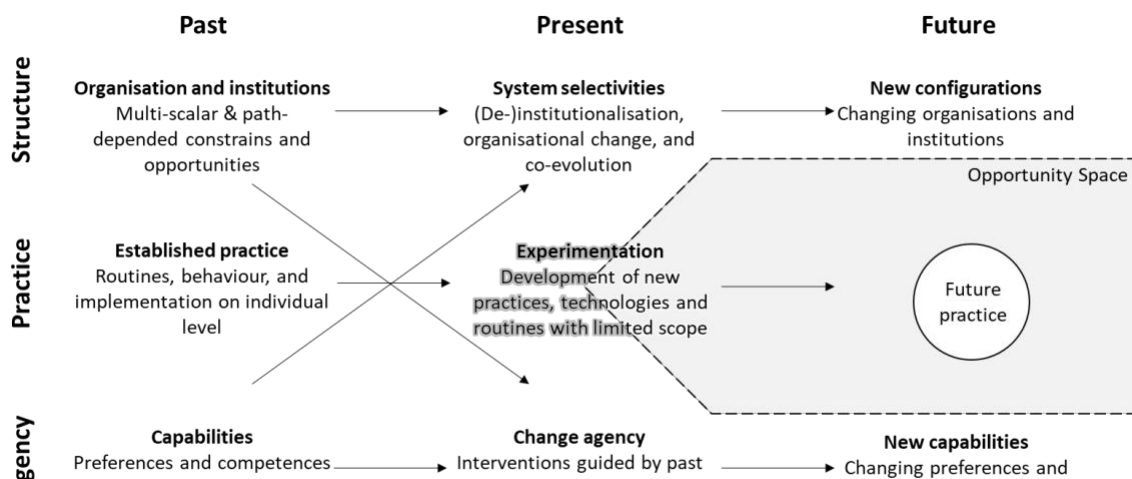 Past
Present
Future
Structure
Organisation and institutions
Multi-scalar & path-
depended constrains and
opportunities
System selectivities
(De-)institutionalisation,
organisational change, and
co-evolution
New configurations
Changing organisations and
institutions
Opportunity Space
Practice
Established practice
Routines, behaviour, and
implementation on individual
level
Experimentation
Development of new
practices, technologies and
routines with limited scope
Future
practice
gency
Capabilities
Preferences and competences
Change agency
Interventions guided by past
New capabilities
Changing preferences and